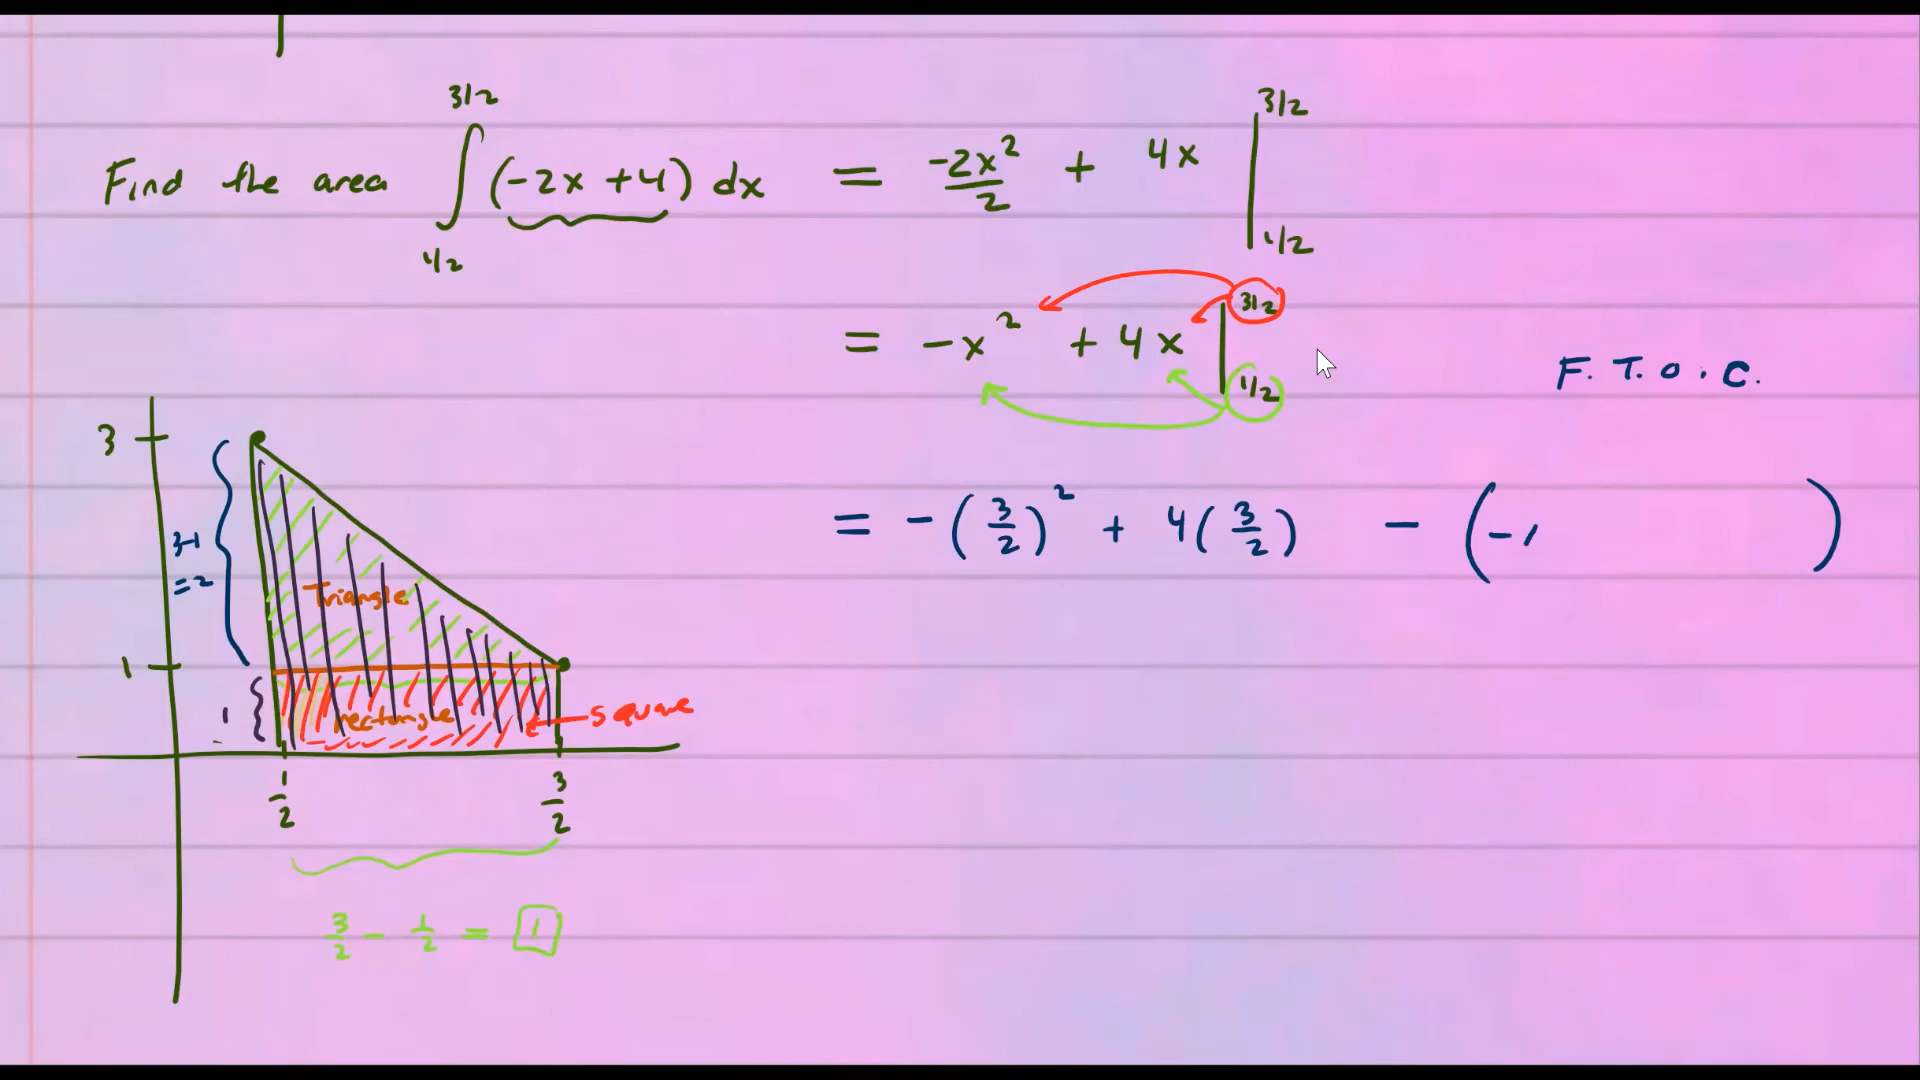 Find the area ∫_{1/2}^{3/2} (-2x + 4) dx = -2x²/2 + 4x |_{1/2}^{3/2}
= -x² + 4x |_{1/2}^{3/2}
F. T. O. C.
= -(3/2)² + 4(3/2) - (-
3
3-1
= 2
Triangle
1
1
rectangle
square
1/2
3/2
3/2 - 1/2 = 1